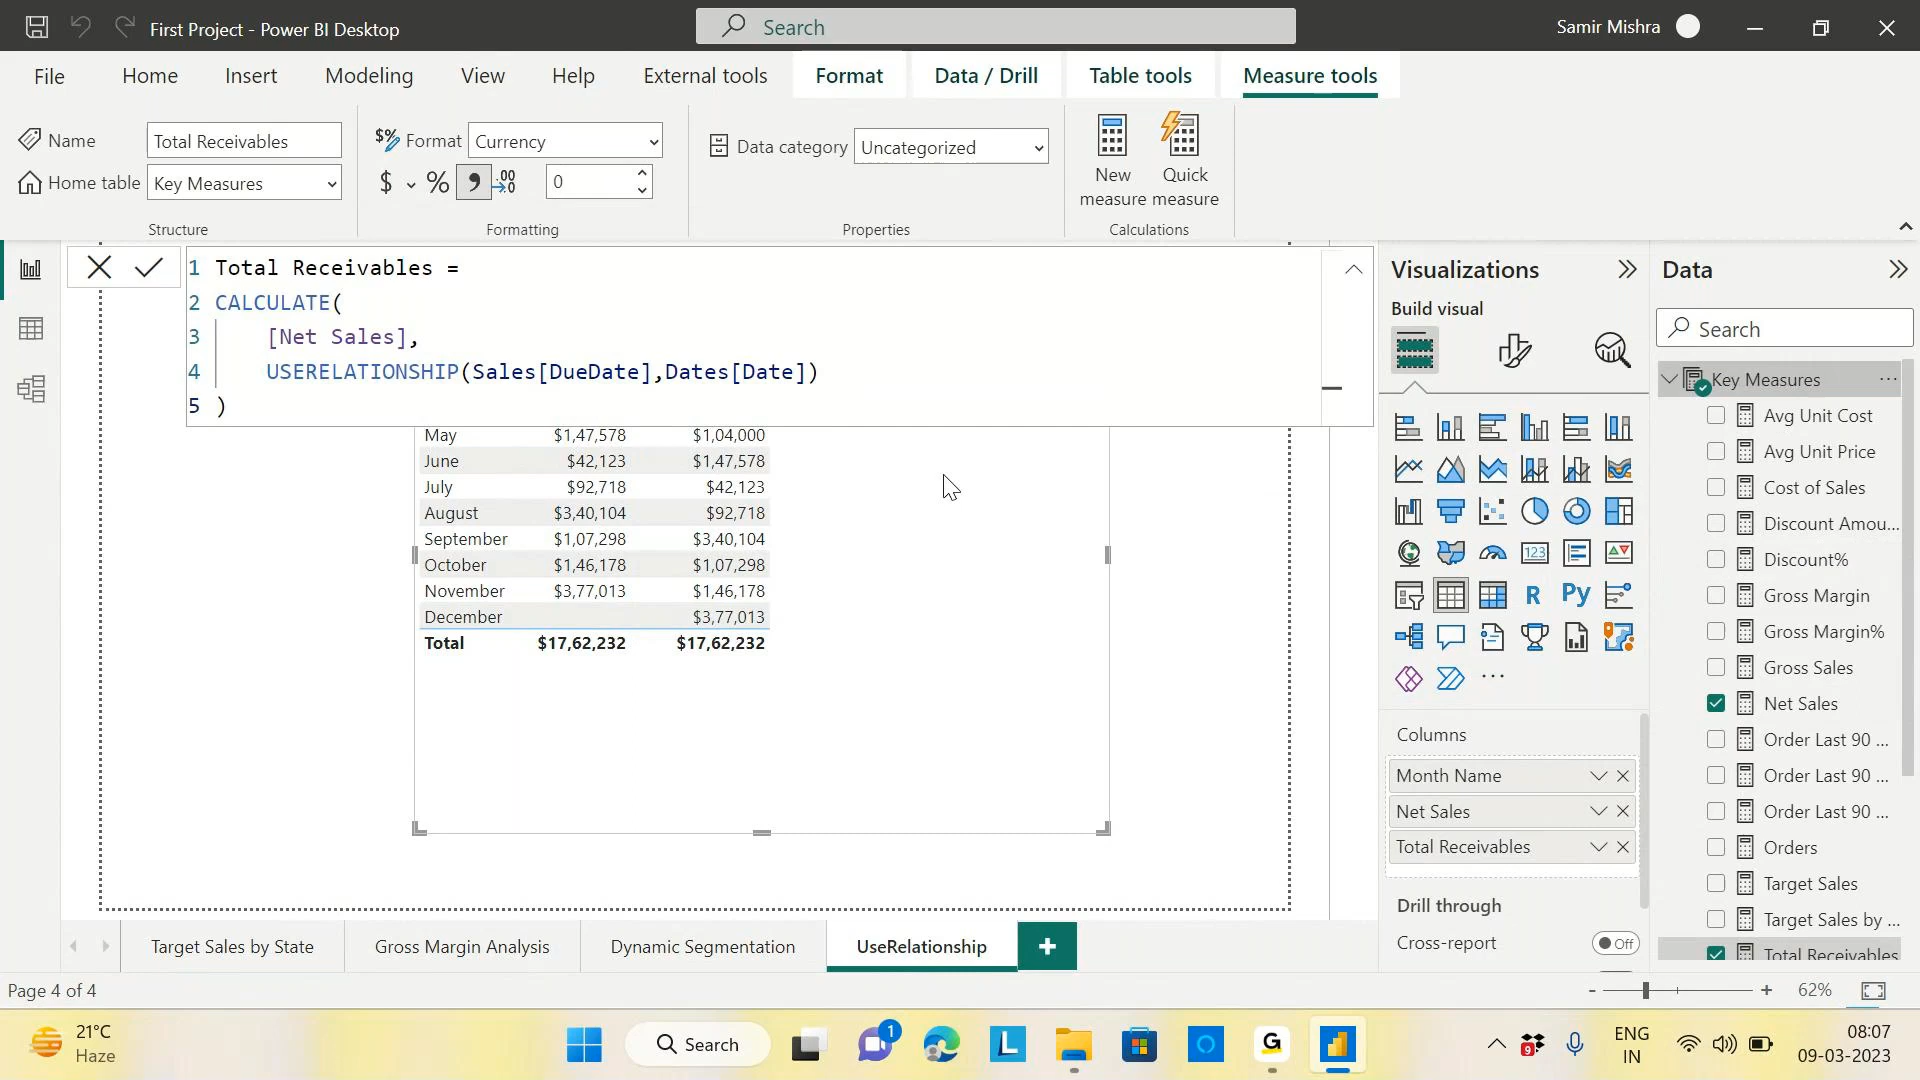 First Project - Power BI Desktop
Search
Samir Mishra
File
Home
Insert
Modeling
View
Help
External tools
Format
Data / Drill
Table tools
Measure tools
Name
Total Receivables
Home table
Key Measures
Structure
$%
Format
Currency
$
%
,
.00
0
Formatting
Data category
Uncategorized
Properties
New
measure
Quick
measure
Calculations
1 Total Receivables =
2 CALCULATE(
3 [Net Sales],
4 USERELATIONSHIP(Sales[DueDate],Dates[Date])
5 )
May $1,47,578 $1,04,000
June $42,123 $1,47,578
July $92,718 $42,123
August $3,40,104 $92,718
September $1,07,298 $3,40,104
October $1,46,178 $1,07,298
November $3,77,013 $1,46,178
December $3,77,013
Total $17,62,232 $17,62,232
Visualizations
Build visual
123
R
Py
...
Columns
Month Name
Net Sales
Total Receivables
Drill through
Cross-report
Off
Data
Search
Key Measures
...
Avg Unit Cost
Avg Unit Price
Cost of Sales
Discount Amou...
Discount%
Gross Margin
Gross Margin%
Gross Sales
Net Sales
Order Last 90 ...
Order Last 90 ...
Order Last 90 ...
Orders
Target Sales
Target Sales by ...
Total Receivables
Target Sales by State
Gross Margin Analysis
Dynamic Segmentation
UseRelationship
+
Page 4 of 4
- + 62%
21°C
Haze
Search
1
L
G
9
ENG
IN
08:07
09-03-2023